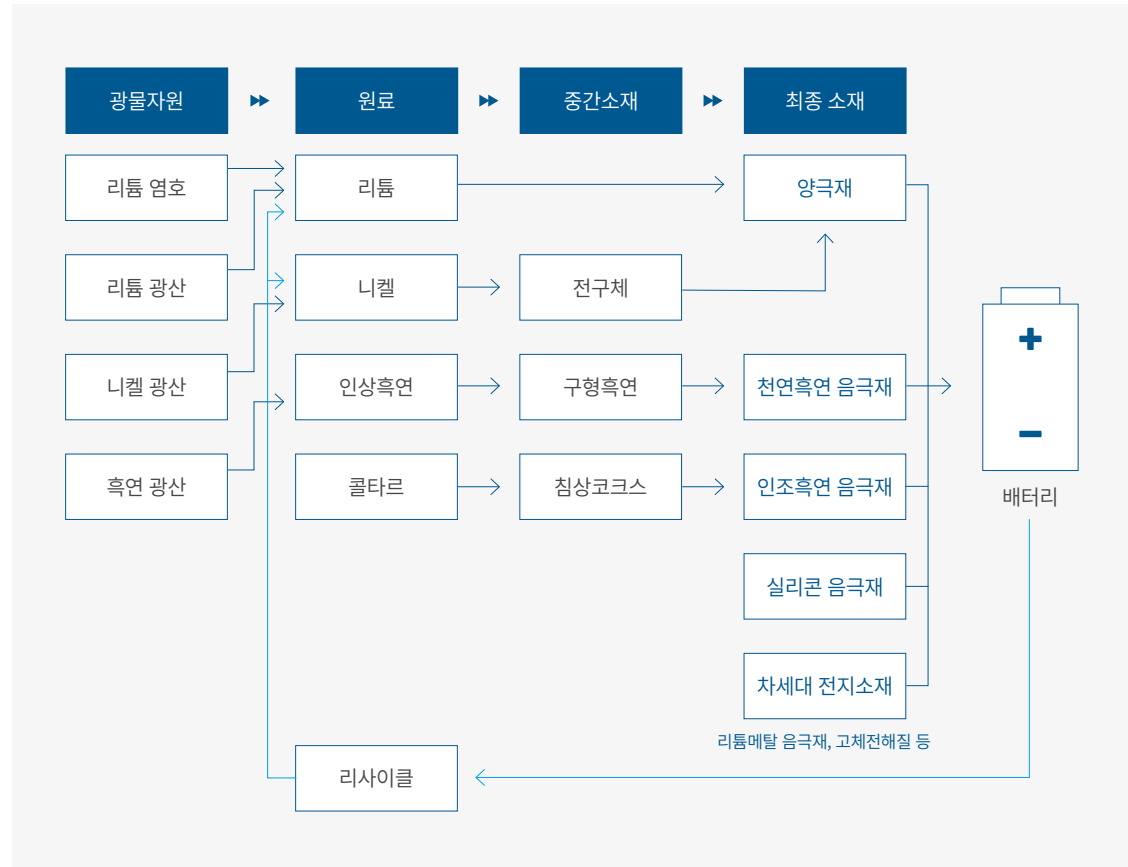 광물자원
원료
중간소재
최종 소재
리튬 염호
리튬
양극재
리튬 광산
니켈
전구체
니켈 광산
인상흑연
구형흑연
천연흑연 음극재
흑연 광산
콜타르
침상코크스
인조흑연 음극재
배터리
실리콘 음극재
차세대 전지소재
리튬메탈 음극재, 고체전해질 등
리사이클